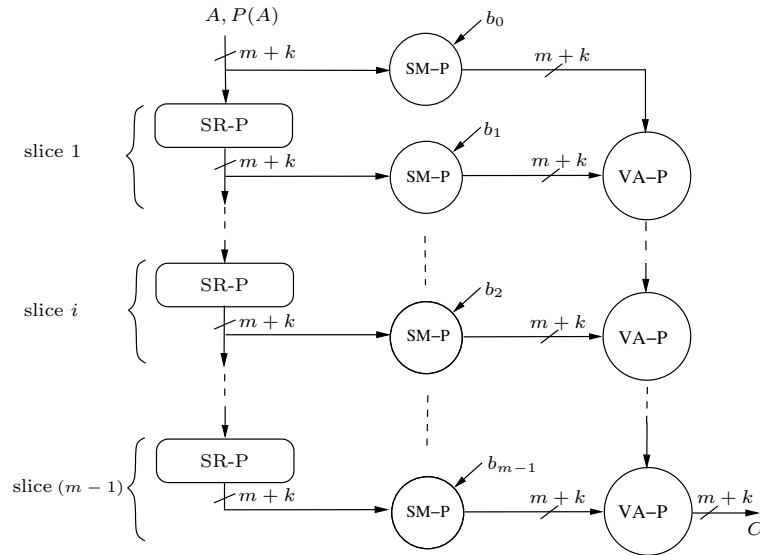 A, P(A)
m + k
b₀
SM–P
m + k
SR-P
slice 1
m + k
b₁
SM–P
m + k
VA–P
SR-P
slice i
m + k
b₂
SM–P
m + k
VA–P
SR-P
slice (m − 1)
m + k
bₘ₋₁
SM–P
m + k
VA–P
m + k
C